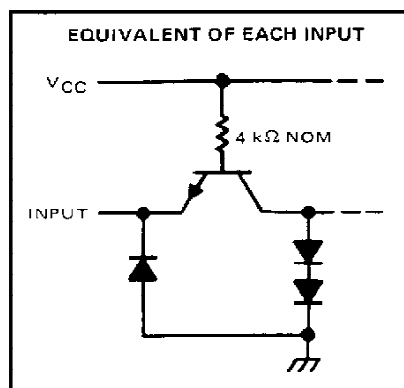 EQUIVALENT OF EACH INPUT
VCC
4 kΩ NOM
INPUT